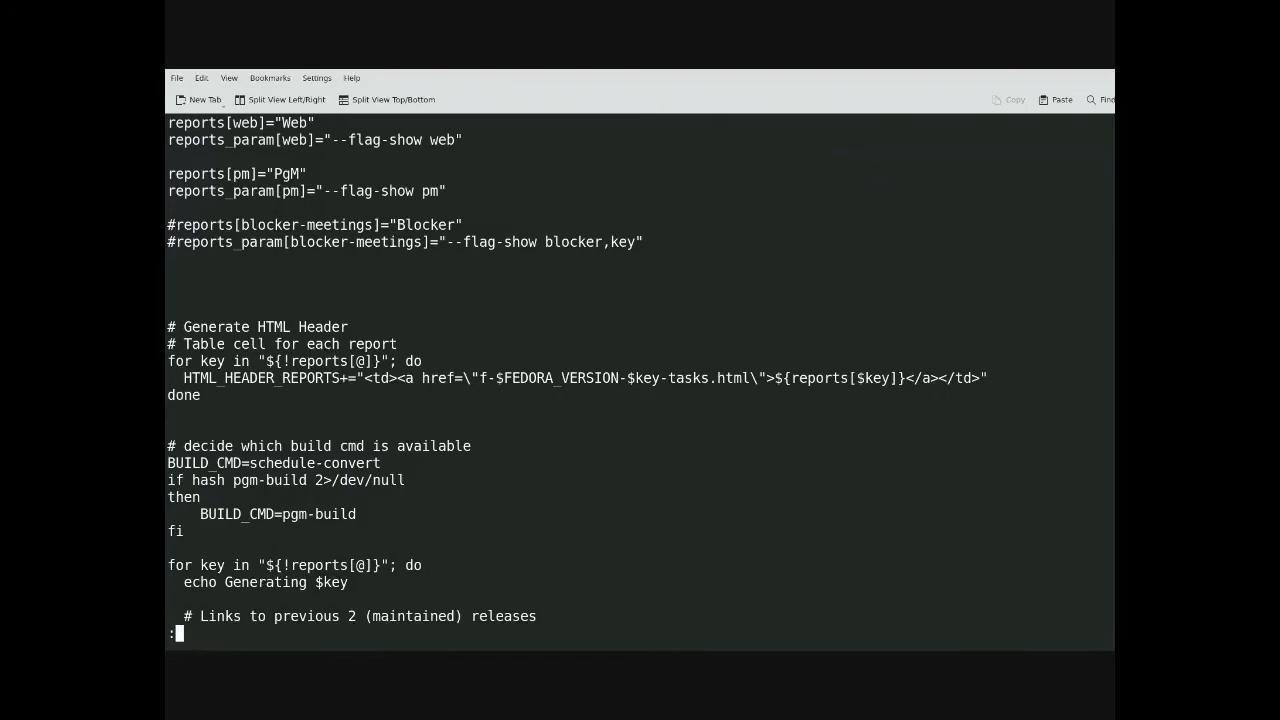 File Edit View Bookmarks Settings Help
New Tab Split View Left/Right Split View Top/Bottom Copy Paste Find
reports[web]="Web"
reports_param[web]="--flag-show web"
reports[pm]="PgM"
reports_param[pm]="--flag-show pm"
#reports[blocker-meetings]="Blocker"
#reports_param[blocker-meetings]="--flag-show blocker,key"
# Generate HTML Header
# Table cell for each report
for key in "${!reports[@]}"; do
  HTML_HEADER_REPORTS+="<td><a href=\"f-$FEDORA_VERSION-$key-tasks.html\">${reports[$key]}</a></td>"
done
# decide which build cmd is available
BUILD_CMD=schedule-convert
if hash pgm-build 2>/dev/null
then
    BUILD_CMD=pgm-build
fi
for key in "${!reports[@]}"; do
  echo Generating $key
  # Links to previous 2 (maintained) releases
: